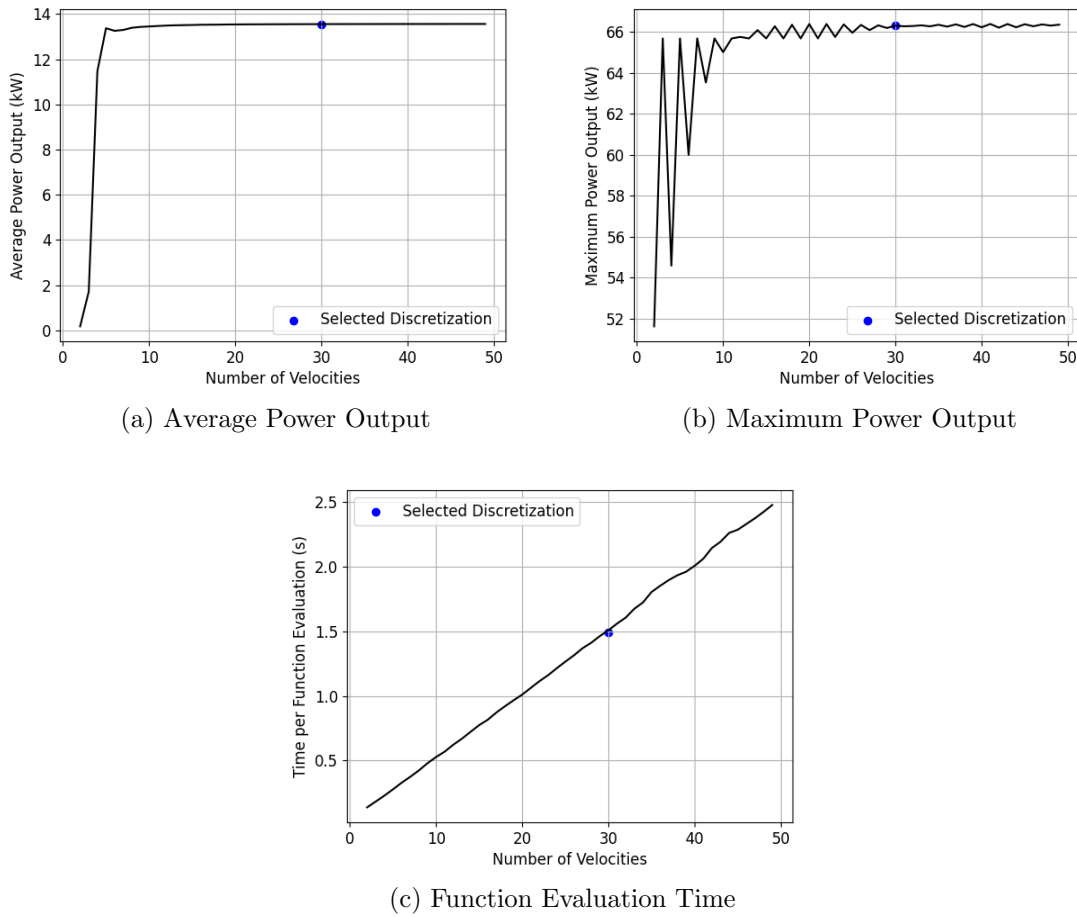 14
12
10
8
6
4
2
0
Average Power Output (kW)
Selected Discretization
0 10 20 30 40 50
Number of Velocities
(a) Average Power Output
66
64
62
60
58
56
54
52
Maximum Power Output (kW)
Selected Discretization
0 10 20 30 40 50
Number of Velocities
(b) Maximum Power Output
2.5
2.0
1.5
1.0
0.5
Time per Function Evaluation (s)
Selected Discretization
0 10 20 30 40 50
Number of Velocities
(c) Function Evaluation Time